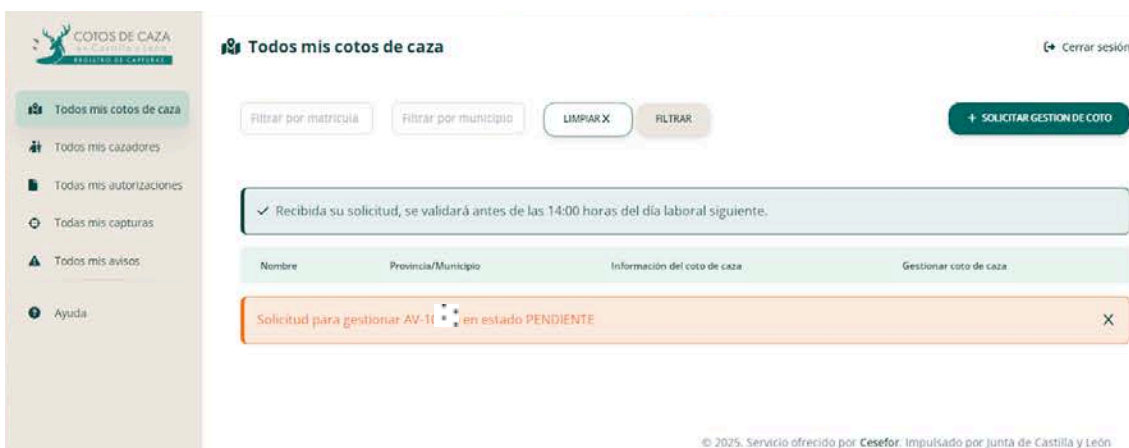 COTOS DE CAZA
en Castilla y León
REGISTRO DE CAPTURAS
Todos mis cotos de caza
Cerrar sesión
Todos mis cotos de caza
Todos mis cazadores
Todas mis autorizaciones
Todas mis capturas
Todos mis avisos
Ayuda
Filtrar por matrícula
Filtrar por municipio
LIMPIAR X
FILTRAR
+ SOLICITAR GESTION DE COTO
Recibida su solicitud, se validará antes de las 14:00 horas del día laboral siguiente.
Nombre Provincia/Municipio Información del coto de caza Gestionar coto de caza
Solicitud para gestionar AV-1 en estado PENDIENTE X
© 2025. Servicio ofrecido por Cesefor. Impulsado por Junta de Castilla y León